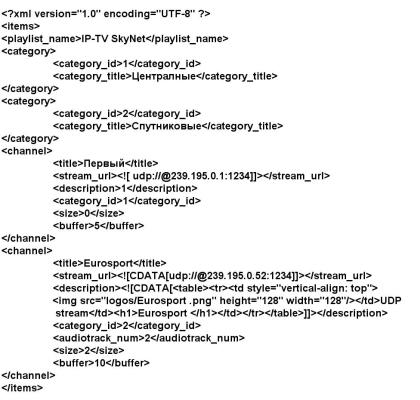 <?xml version="1.0" encoding="UTF-8" ?>
<items>
<playlist_name>IP-TV SkyNet</playlist_name>
<category>
<category_id>1</category_id>
<category_title>Централные</category_title>
</category>
<category>
<category_id>2</category_id>
<category_title>Спутниковые</category_title>
</category>
<channel>
<title>Первый</title>
<stream_url><![ udp://@239.195.0.1:1234]]></stream_url>
<description>1</description>
<category_id>1</category_id>
<size>0</size>
<buffer>5</buffer>
</channel>
<channel>
<title>Eurosport</title>
<stream_url><![CDATA[udp://@239.195.0.52:1234]]></stream_url>
<description><![CDATA[<table><tr><td style="vertical-align: top">
<img src="logos/Eurosport .png" height="128" width="128"/></td>UDP
stream</td><h1>Eurosport </h1></td></tr></table>]]></description>
<category_id>2</category_id>
<audiotrack_num>2</audiotrack_num>
<size>2</size>
<buffer>10</buffer>
</channel>
</items>